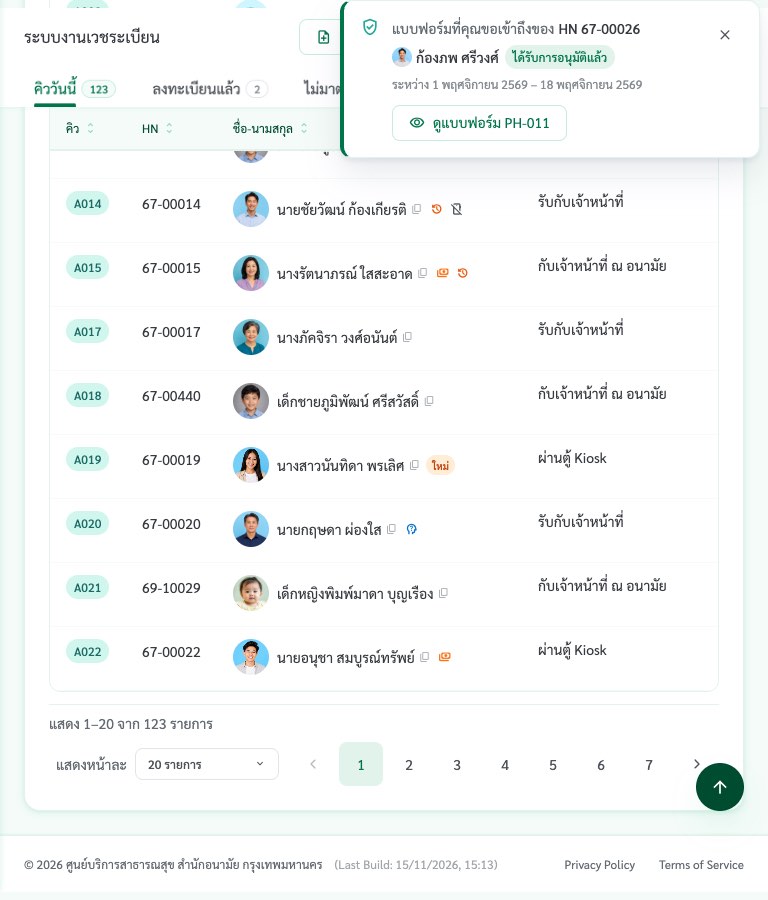 ระบบงานเวชระเบียน
แบบฟอร์มที่คุณขอเข้าถึงของ HN 67-00026
ก้องภพ ศรีวงศ์ ได้รับการอนุมัติแล้ว
ระหว่าง 1 พฤศจิกายน 2569 – 18 พฤศจิกายน 2569
ดูแบบฟอร์ม PH-011
คิววันนี้ 123 ลงทะเบียนแล้ว 2
คิว HN ชื่อ-นามสกุล
A014 67-00014 นายชัยวัฒน์ ก้องเกียรติ รับกับเจ้าหน้าที่
A015 67-00015 นางรัตนาภรณ์ ใสสะอาด กับเจ้าหน้าที่ ณ อนามัย
A017 67-00017 นางภัคจิรา วงศ์อนันต์ รับกับเจ้าหน้าที่
A018 67-00440 เด็กชายภูมิพัฒน์ ศรีสวัสดิ์ กับเจ้าหน้าที่ ณ อนามัย
A019 67-00019 นางสาวนันทิดา พรเลิศ ใหม่ ผ่านตู้ Kiosk
A020 67-00020 นายกฤษดา ผ่องใส รับกับเจ้าหน้าที่
A021 69-10029 เด็กหญิงพิมพ์มาดา บุญเรือง กับเจ้าหน้าที่ ณ อนามัย
A022 67-00022 นายอนุชา สมบูรณ์ทรัพย์ ผ่านตู้ Kiosk
แสดง 1–20 จาก 123 รายการ
แสดงหน้าละ 20 รายการ 1 2 3 4 5 6 7
© 2026 ศูนย์บริการสาธารณสุข สำนักอนามัย กรุงเทพมหานคร (Last Build: 15/11/2026, 15:13) Privacy Policy Terms of Service